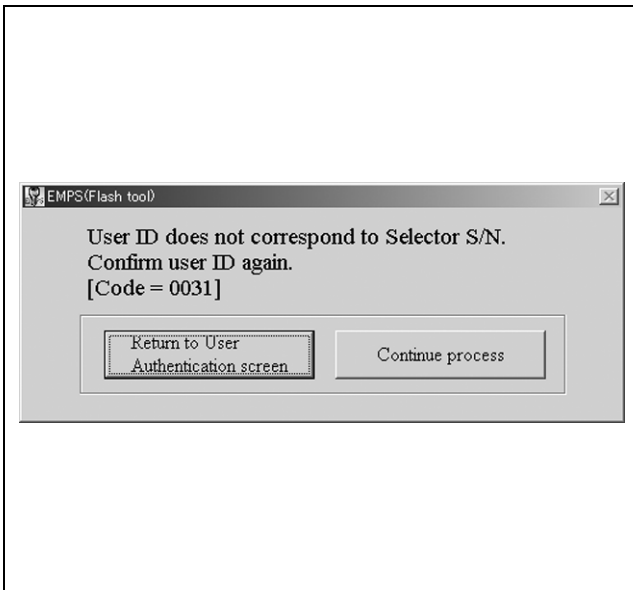 EMPS(Flash tool)
User ID does not correspond to Selector S/N.
Confirm user ID again.
[Code = 0031]
Return to User
Authentication screen
Continue process